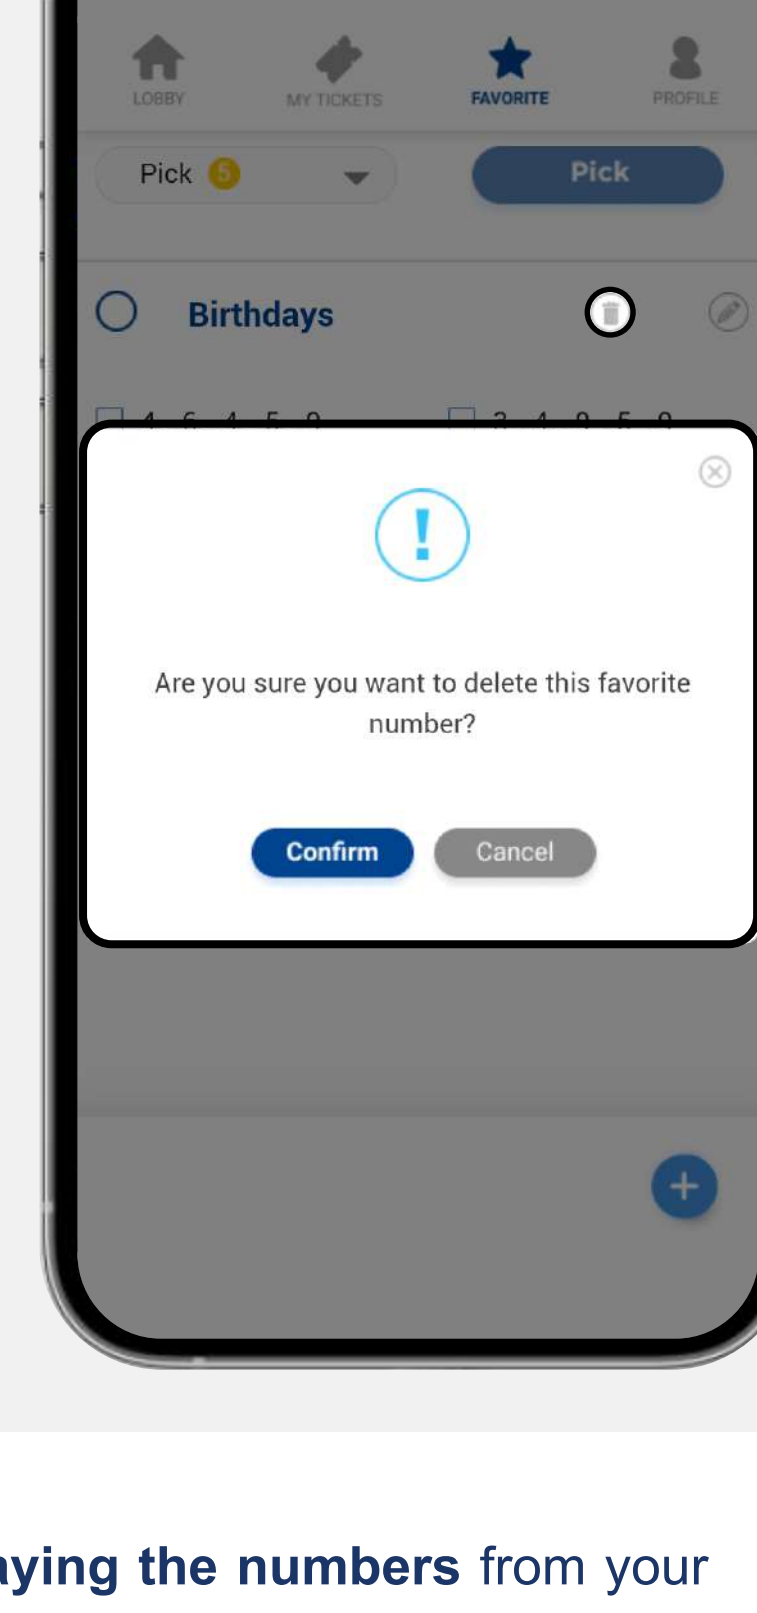 LOBBY MY TICKETS FAVORITE PROFILE
Pick 5 Pick
Birthdays
!
Are you sure you want to delete this favorite
number?
Confirm Cancel
+
the numbers from your